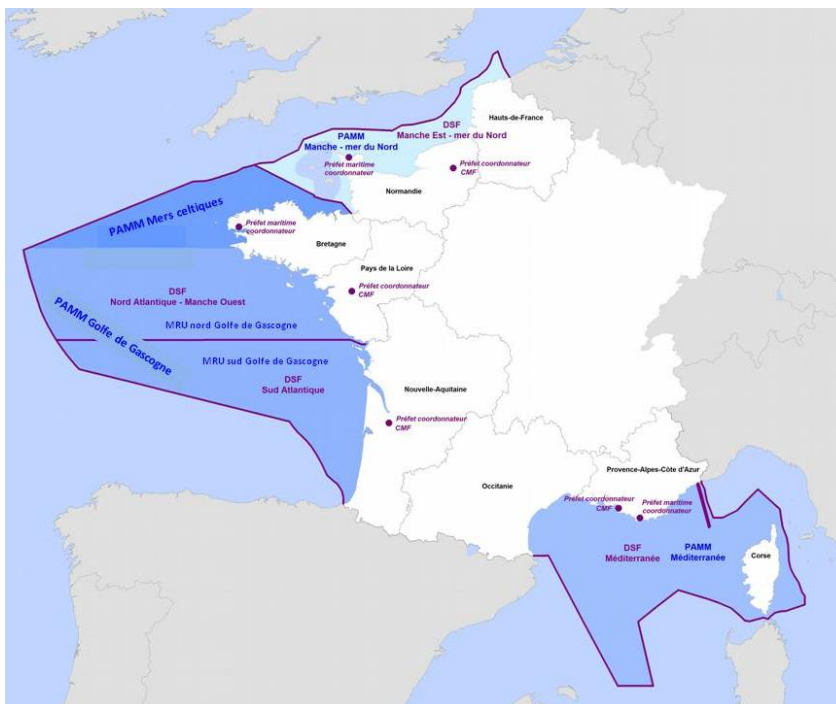 Hauts-de-France
DSF
Manche Est - mer du Nord
PAMM
Manche - mer du Nord
Préfet maritime
coordonnateur
Préfet coordonnateur
CMF
Normandie
PAMM Mers celtiques
Préfet maritime
coordonnateur
Bretagne
Pays de la Loire
Préfet coordonnateur
CMF
DSF
Nord Atlantique - Manche Ouest
MRU nord Golfe de Gascogne
PAMM Golfe de Gascogne
MRU sud Golfe de Gascogne
DSF
Sud Atlantique
Nouvelle-Aquitaine
Préfet coordonnateur
CMF
Occitanie
Provence-Alpes-Côte d'Azur
Préfet coordonnateur
CMF
Préfet maritime
coordonnateur
DSF
Méditerranée
PAMM
Méditerranée
Corse